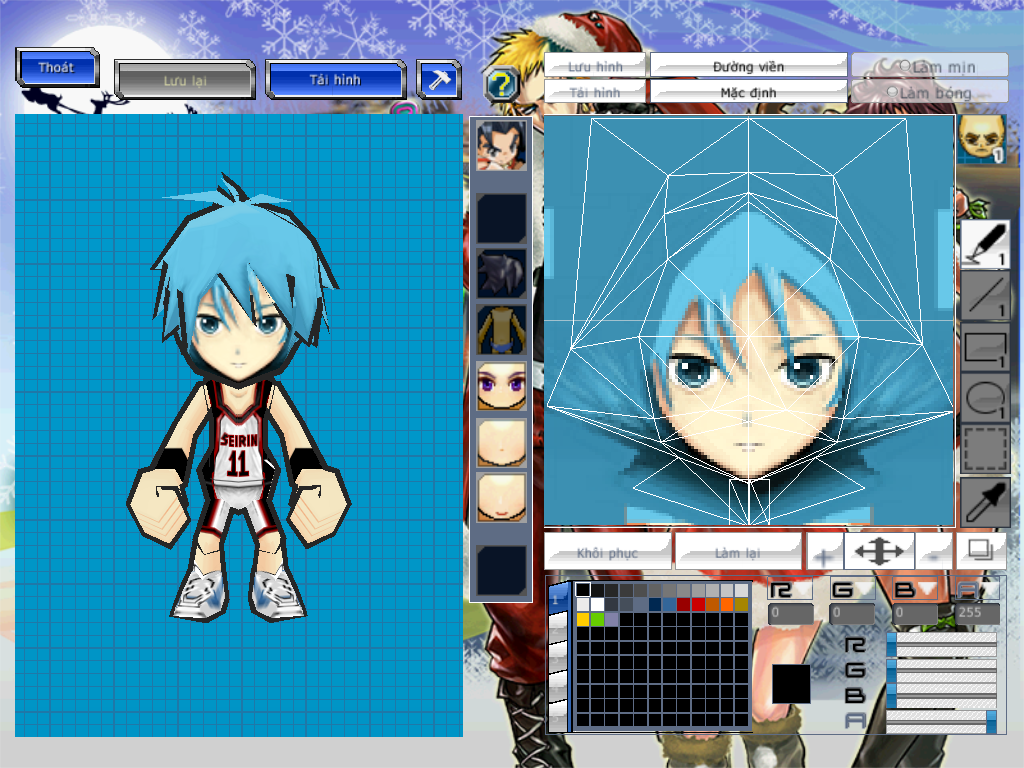 Thoát
Lưu lại
Tải hình
?
Lưu hình
Đường viền
Làm mịn
Tải hình
Mặc định
Làm bóng
1
SEIRIN
11
1
1
1
1
Khôi phục
Làm lại
+
-
1
R G B A
0 0 0 255
R
G
B
A